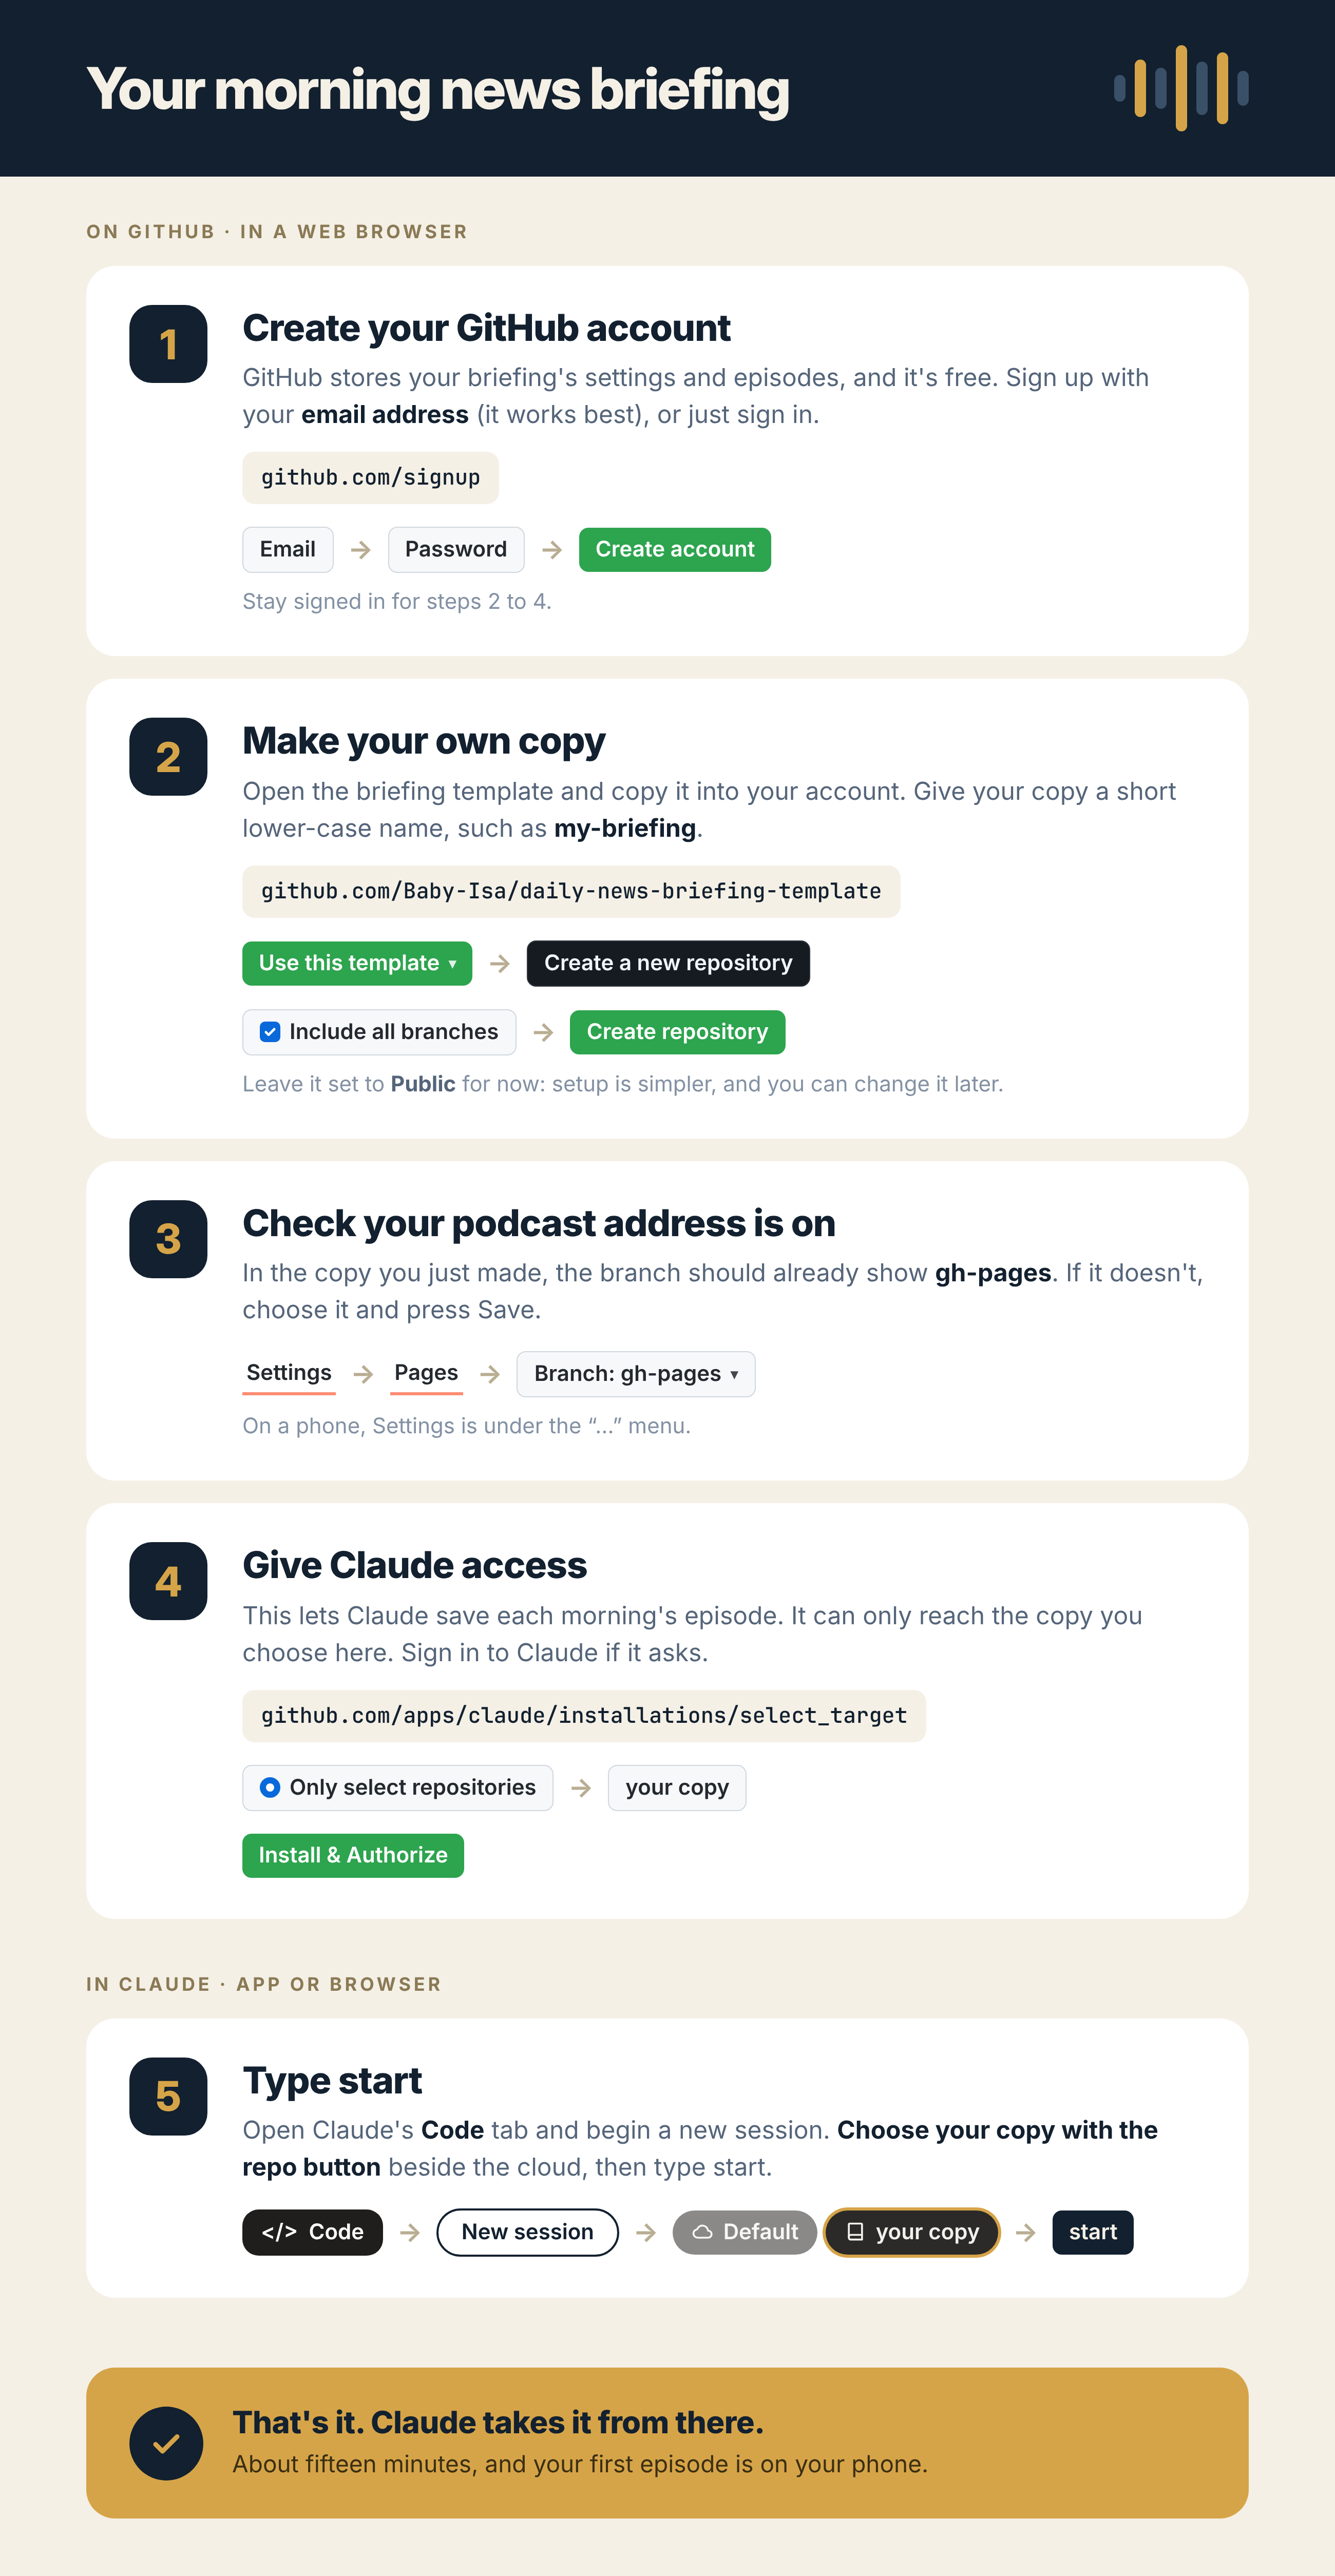 Your morning news briefing
ON GITHUB · IN A WEB BROWSER
1
Create your GitHub account
GitHub stores your briefing's settings and episodes, and it's free. Sign up with
your email address (it works best), or just sign in.
github.com/signup
Email → Password → Create account
Stay signed in for steps 2 to 4.
2
Make your own copy
Open the briefing template and copy it into your account. Give your copy a short
lower-case name, such as my-briefing.
github.com/Baby-Isa/daily-news-briefing-template
Use this template ▾ → Create a new repository
Include all branches → Create repository
Leave it set to Public for now: setup is simpler, and you can change it later.
3
Check your podcast address is on
In the copy you just made, the branch should already show gh-pages. If it doesn't,
choose it and press Save.
Settings → Pages → Branch: gh-pages ▾
On a phone, Settings is under the “...” menu.
4
Give Claude access
This lets Claude save each morning's episode. It can only reach the copy you
choose here. Sign in to Claude if it asks.
github.com/apps/claude/installations/select_target
Only select repositories → your copy
Install & Authorize
IN CLAUDE · APP OR BROWSER
5
Type start
Open Claude's Code tab and begin a new session. Choose your copy with the
repo button beside the cloud, then type start.
</> Code → New session → Default your copy → start
That's it. Claude takes it from there.
About fifteen minutes, and your first episode is on your phone.